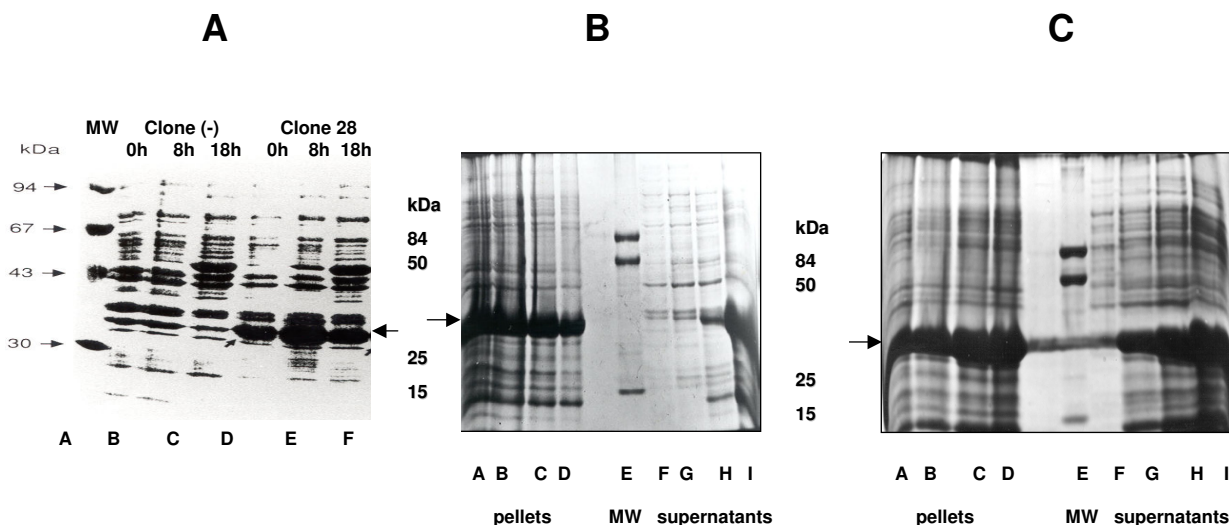 A
B
C
MW Clone (-) Clone 28
kDa 0h 8h 18h 0h 8h 18h
94
67
43
30
A B C D E F
kDa
84
50
25
15
A B C D E F G H I
pellets MW supernatants
kDa
84
50
25
15
A B C D E F G H I
pellets MW supernatants